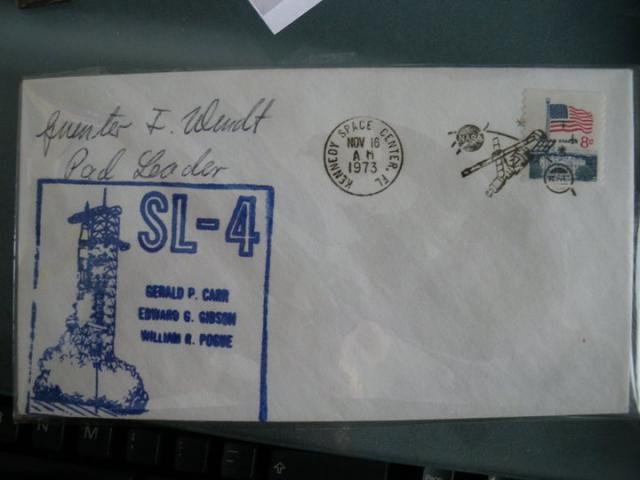 Guenter F. Wendt
Pad Leader
SL-4
GERALD P. CARR
EDWARD G. GIBSON
WILLIAM R. POGUE
KENNEDY SPACE CENTER, FL
NOV 16
A M
1973
NASA
8c
N
M